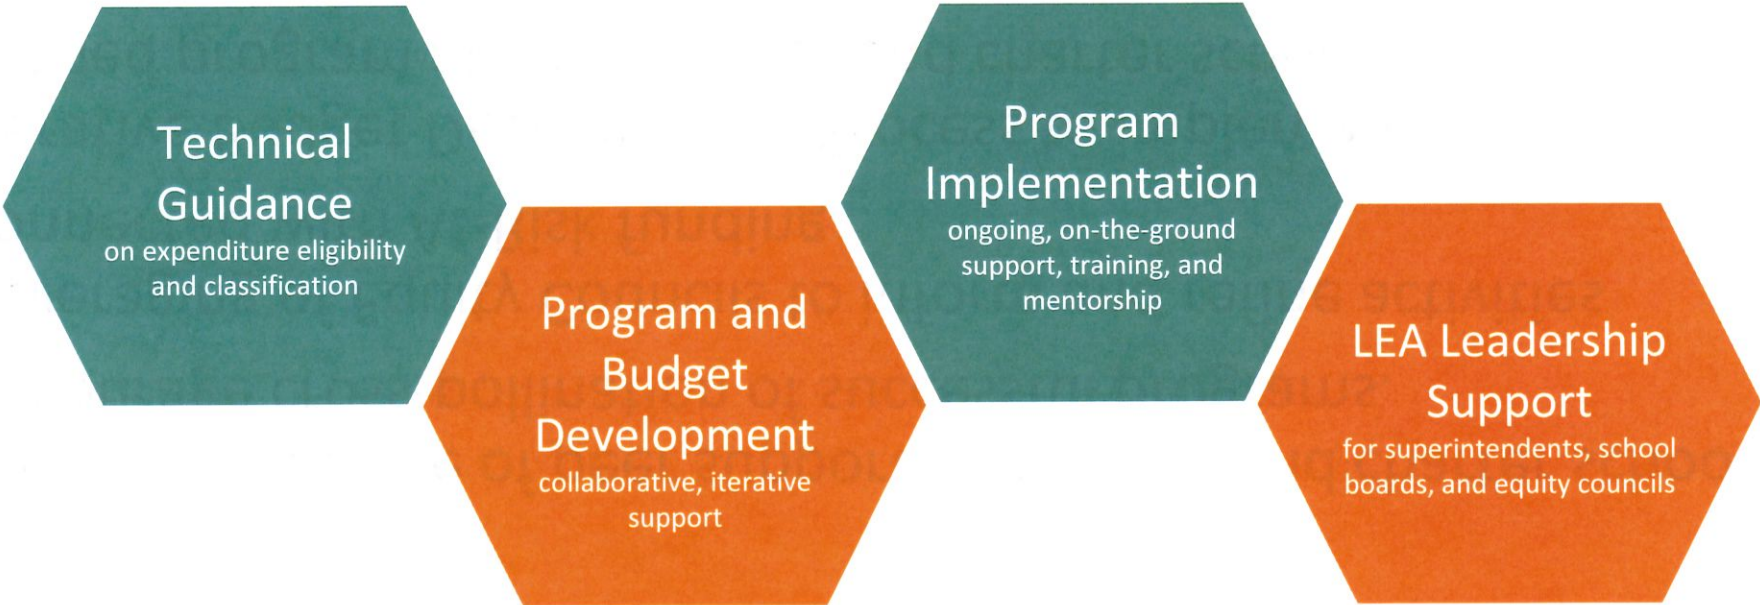 Technical
Guidance
on expenditure eligibility
and classification
Program and
Budget
Development
collaborative, iterative
support
Program
Implementation
ongoing, on-the-ground
support, training, and
mentorship
LEA Leadership
Support
for superintendents, school
boards, and equity councils